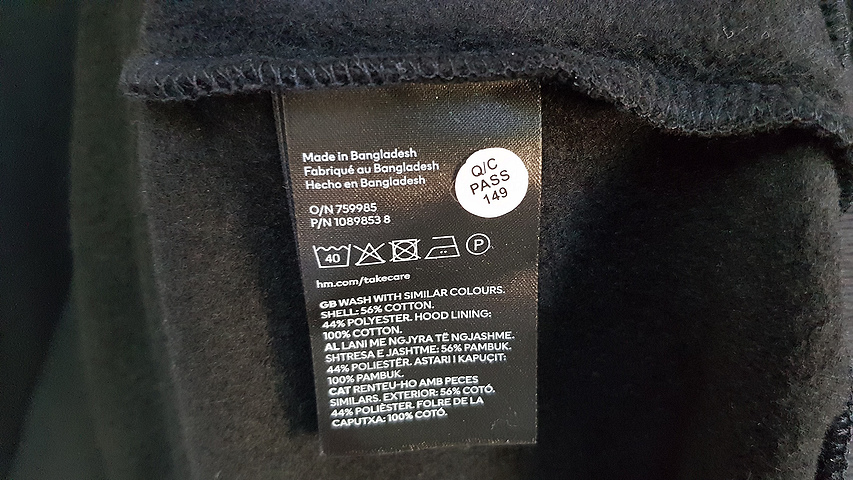 Made in Bangladesh
Fabriqué au Bangladesh
Hecho en Bangladesh
Q/C
PASS
149
O/N 759985
P/N 1089853 8
40
P
hm.com/takecare
GB WASH WITH SIMILAR COLOURS.
SHELL: 56% COTTON.
44% POLYESTER. HOOD LINING:
100% COTTON.
AL LANI ME NGJYRA TË NGJASHME.
SHTRESA E JASHTME: 56% PAMBUK.
44% POLIESTËR. ASTARI I KAPUÇIT:
100% PAMBUK.
CAT RENTEU-HO AMB PECES
SIMILARS. EXTERIOR: 56% COTÓ.
44% POLIÈSTER. FOLRE DE LA
CAPUTXA: 100% COTÓ.